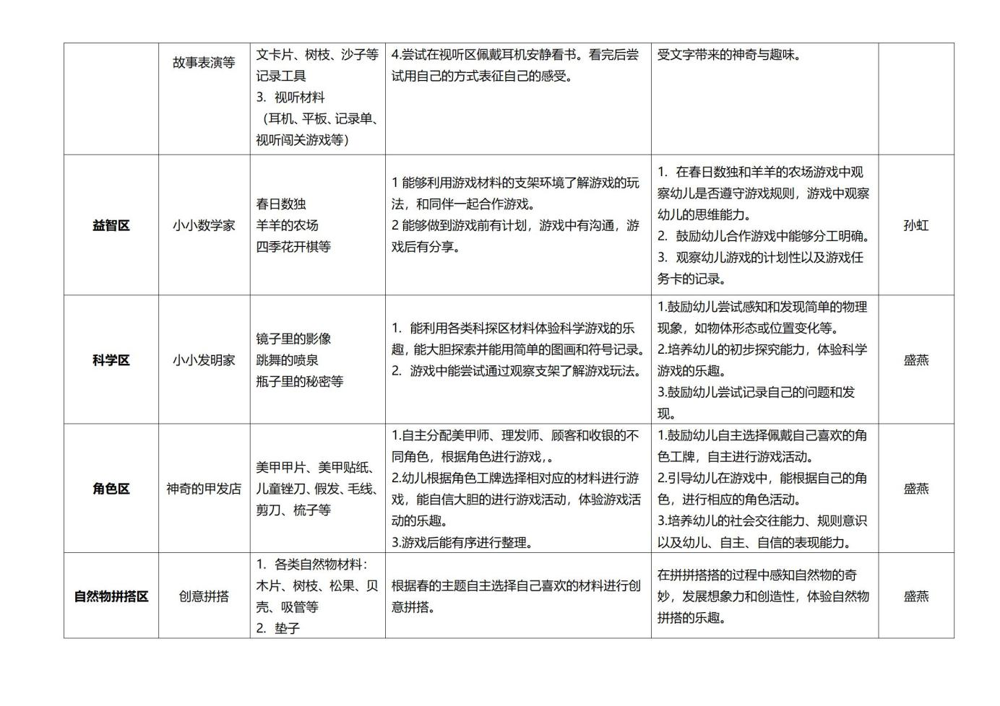 故事表演等
文卡片、树枝、沙子等
记录工具
3. 视听材料
（耳机、平板、记录单、
视听闯关游戏等）
4.尝试在视听区佩戴耳机安静看书。看完后尝
试用自己的方式表征自己的感受。
受文字带来的神奇与趣味。
益智区
小小数学家
春日数独
羊羊的农场
四季花开棋等
1 能够利用游戏材料的支架环境了解游戏的玩
法，和同伴一起合作游戏。
2 能够做到游戏前有计划，游戏中有沟通，游
戏后有分享。
1. 在春日数独和羊羊的农场游戏中观
察幼儿是否遵守游戏规则，游戏中观察
幼儿的思维能力。
2. 鼓励幼儿合作游戏中能够分工明确。
3. 观察幼儿游戏的计划性以及游戏任
务卡的记录。
孙虹
科学区
小小发明家
镜子里的影像
跳舞的喷泉
瓶子里的秘密等
1. 能利用各类科探区材料体验科学游戏的乐
趣，能大胆探索并能用简单的图画和符号记录。
2. 游戏中能尝试通过观察支架了解游戏玩法。
1.鼓励幼儿尝试感知和发现简单的物理
现象，如物体形态或位置变化等。
2.培养幼儿的初步探究能力，体验科学
游戏的乐趣。
3.鼓励幼儿尝试记录自己的问题和发
现。
盛燕
角色区
神奇的甲发店
美甲甲片、美甲贴纸、
儿童锉刀、假发、毛线、
剪刀、梳子等
1.自主分配美甲师、理发师、顾客和收银的不
同角色，根据角色进行游戏，。
2.幼儿根据角色工牌选择相对应的材料进行游
戏，能自信大胆的进行游戏活动，体验游戏活
动的乐趣。
3.游戏后能有序进行整理。
1.鼓励幼儿自主选择佩戴自己喜欢的角
色工牌，自主进行游戏活动。
2.引导幼儿在游戏中，能根据自己的角
色，进行相应的角色活动。
3.培养幼儿的社会交往能力、规则意识
以及幼儿、自主、自信的表现能力。
盛燕
自然物拼搭区
创意拼搭
1. 各类自然物材料：
木片、树枝、松果、贝
壳、吸管等
2. 垫子
根据春的主题自主选择自己喜欢的材料进行创
意拼搭。
在拼拼搭搭的过程中感知自然物的奇
妙，发展想象力和创造性，体验自然物
拼搭的乐趣。
盛燕